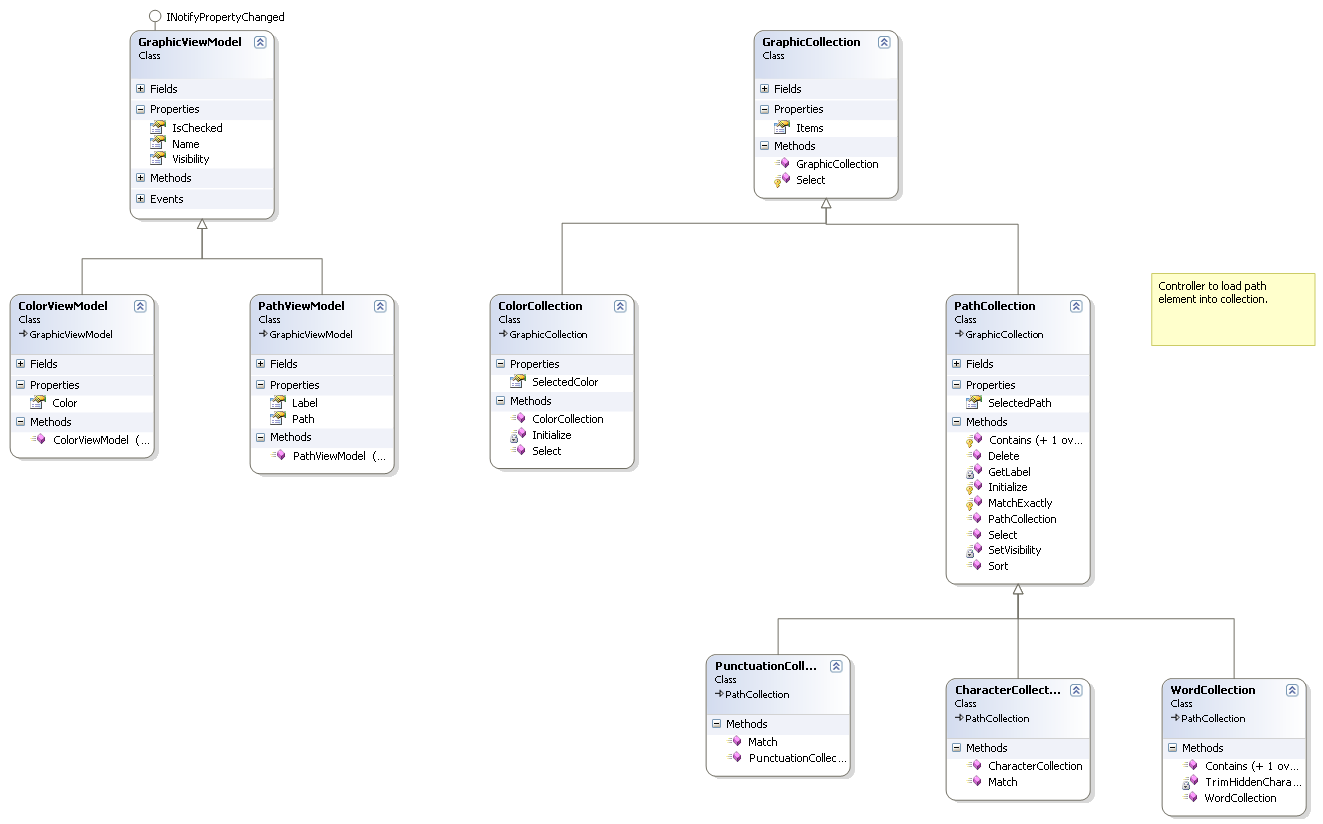 INotifyPropertyChanged
GraphicViewModel
Class
Fields
Properties
IsChecked
Name
Visibility
Methods
Events
GraphicCollection
Class
Fields
Properties
Items
Methods
GraphicCollection
Select
ColorViewModel
Class
GraphicViewModel
Fields
Properties
Color
Methods
ColorViewModel (...
PathViewModel
Class
GraphicViewModel
Fields
Properties
Label
Path
Methods
PathViewModel (...
ColorCollection
Class
GraphicCollection
Properties
SelectedColor
Methods
ColorCollection
Initialize
Select
PathCollection
Class
GraphicCollection
Fields
Properties
SelectedPath
Methods
Contains (+ 1 ov...
Delete
GetLabel
Initialize
MatchExactly
PathCollection
Select
SetVisibility
Sort
Controller to load path
element into collection.
PunctuationColl...
Class
PathCollection
Methods
Match
PunctuationCollec...
CharacterCollect...
Class
PathCollection
Methods
CharacterCollection
Match
WordCollection
Class
PathCollection
Methods
Contains (+ 1 ov...
TrimHiddenChara...
WordCollection